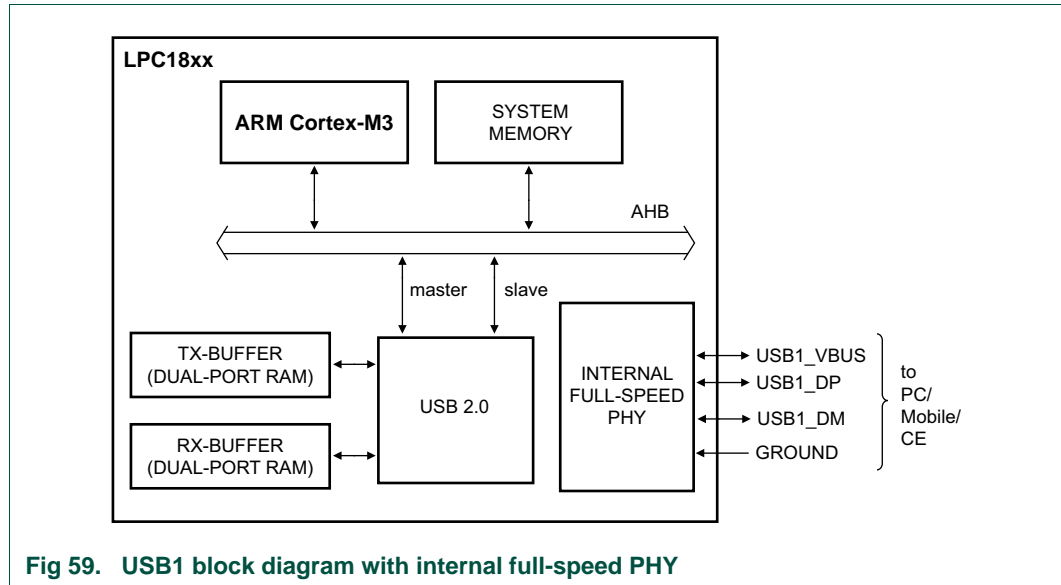 LPC18xx
ARM Cortex-M3
SYSTEM
MEMORY
AHB
master
slave
TX-BUFFER
(DUAL-PORT RAM)
RX-BUFFER
(DUAL-PORT RAM)
USB 2.0
INTERNAL
FULL-SPEED
PHY
USB1_VBUS
USB1_DP
USB1_DM
GROUND
to
PC/
Mobile/
CE
Fig 59. USB1 block diagram with internal full-speed PHY